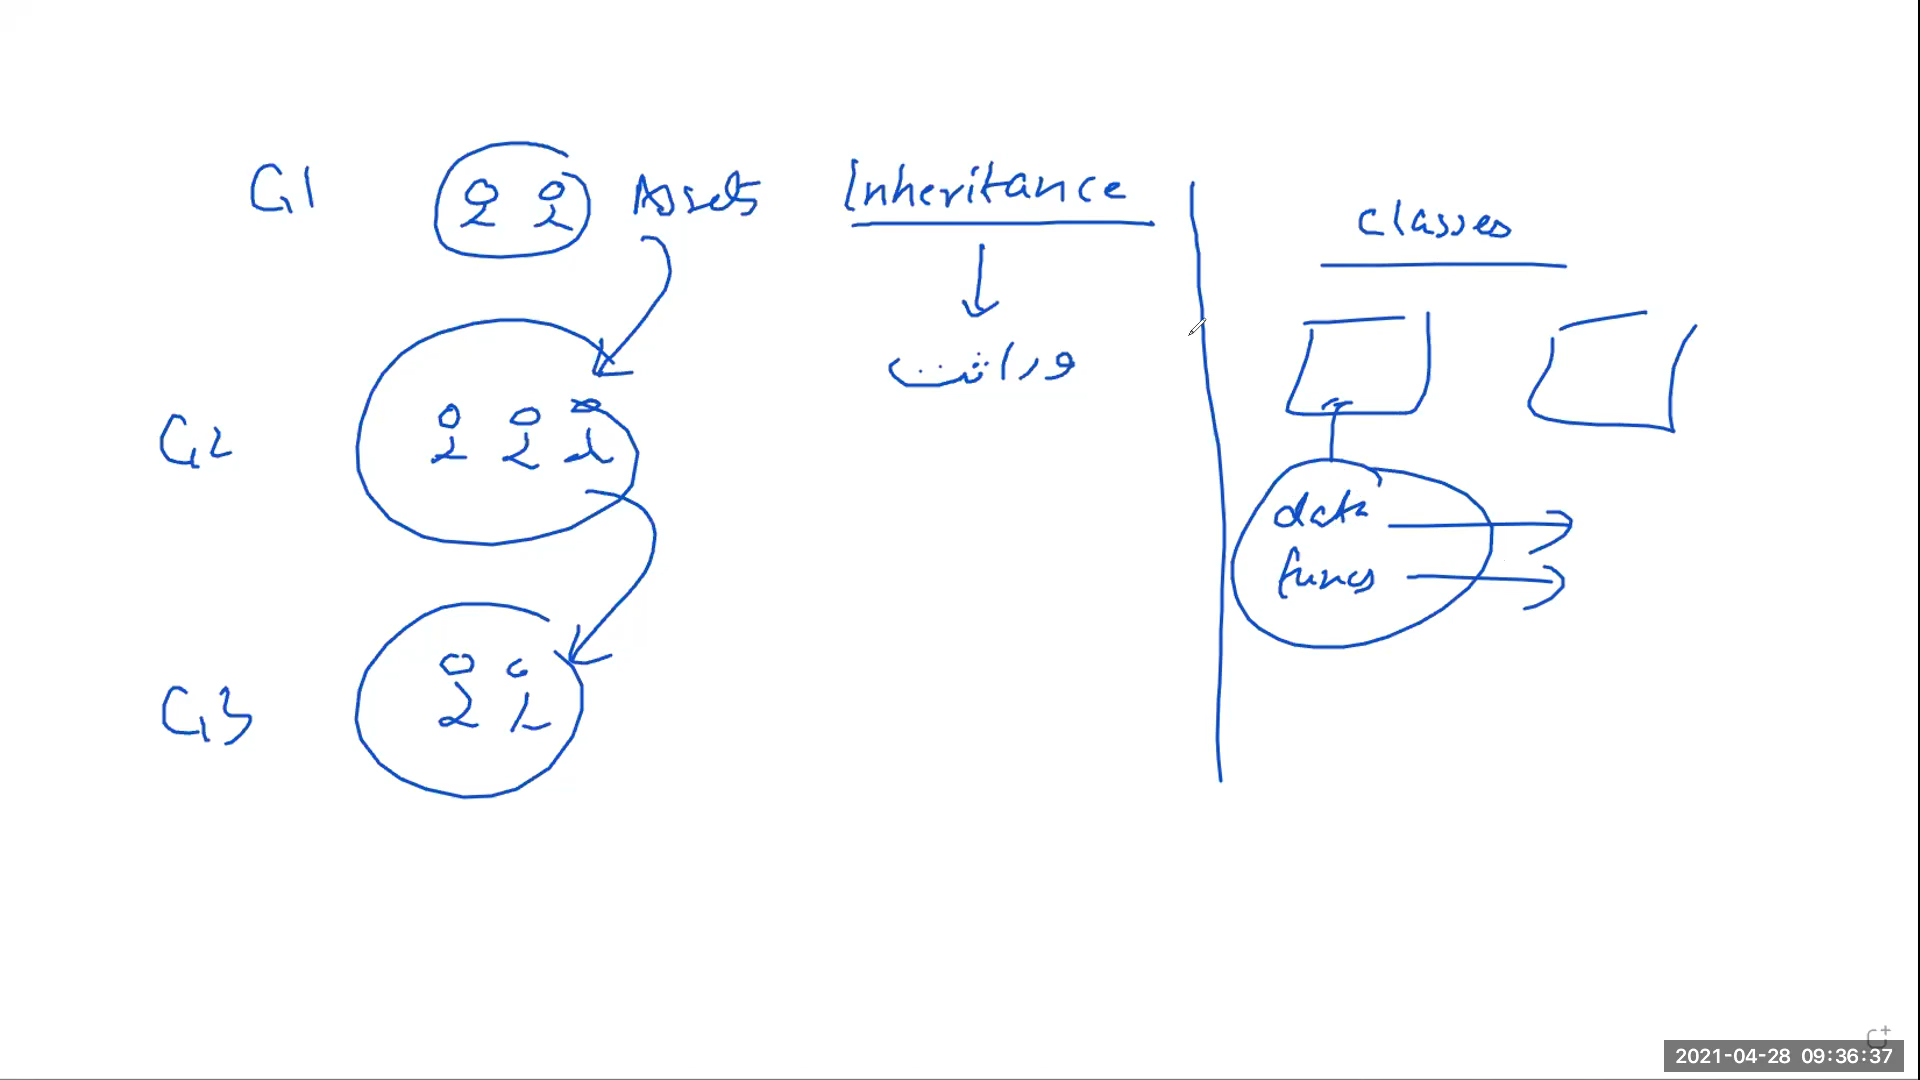 G1 Assets Inheritance
classes
وراثت
G2
data
funcs
G3
2021-04-28 09:36:37